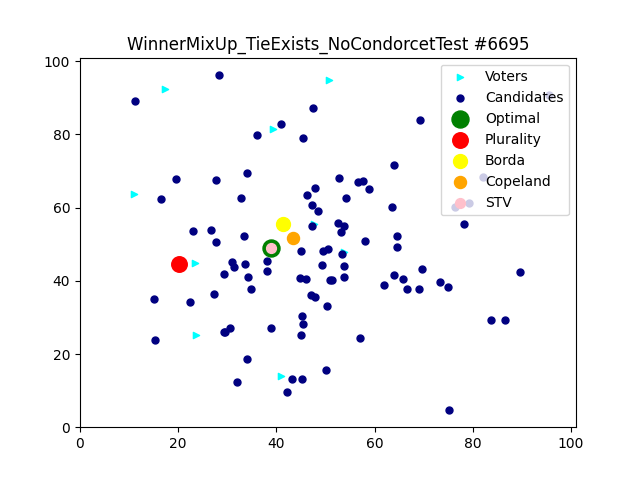 WinnerMixUp_TieExists_NoCondorcetTest #6695
100
80
60
40
20
0
0
20
40
60
80
100
Voters
Candidates
Optimal
Plurality
Borda
Copeland
STV